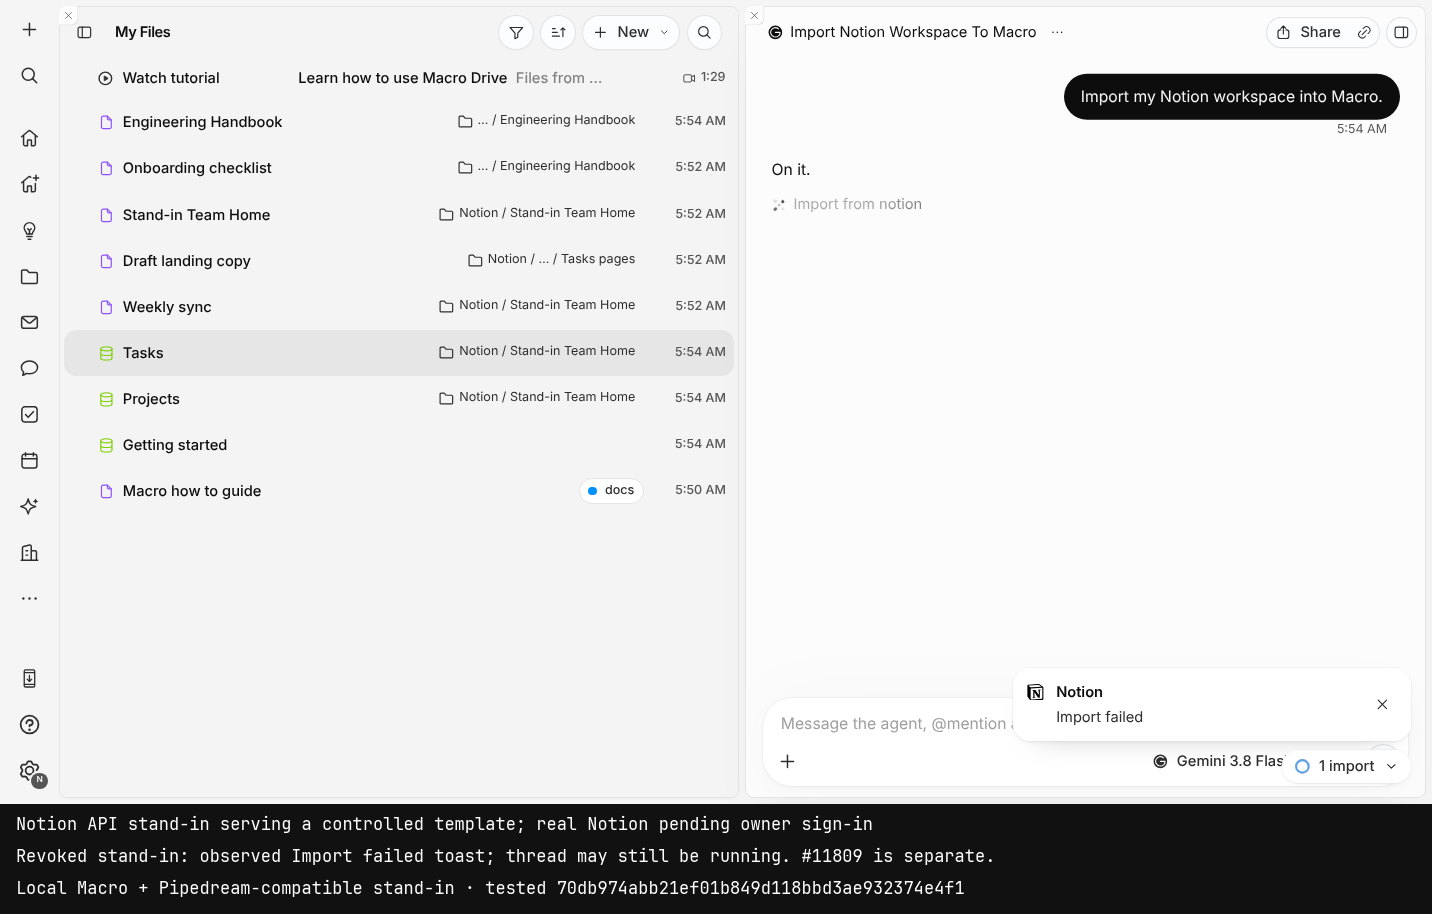 My Files
New
Watch tutorial Learn how to use Macro Drive Files from ... 1:29
Engineering Handbook ... / Engineering Handbook 5:54 AM
Onboarding checklist ... / Engineering Handbook 5:52 AM
Stand-in Team Home Notion / Stand-in Team Home 5:52 AM
Draft landing copy Notion / ... / Tasks pages 5:52 AM
Weekly sync Notion / Stand-in Team Home 5:52 AM
Tasks Notion / Stand-in Team Home 5:54 AM
Projects Notion / Stand-in Team Home 5:54 AM
Getting started 5:54 AM
Macro how to guide docs 5:50 AM
N
Import Notion Workspace To Macro ...
Share
Import my Notion workspace into Macro.
5:54 AM
On it.
Import from notion
Notion
Import failed
Message the agent, @mention
Gemini 3.8 Flas
1 import
Notion API stand-in serving a controlled template; real Notion pending owner sign-in
Revoked stand-in: observed Import failed toast; thread may still be running. #11809 is separate.
Local Macro + Pipedream-compatible stand-in · tested 70db974abb21ef01b849d118bbd3ae932374e4f1